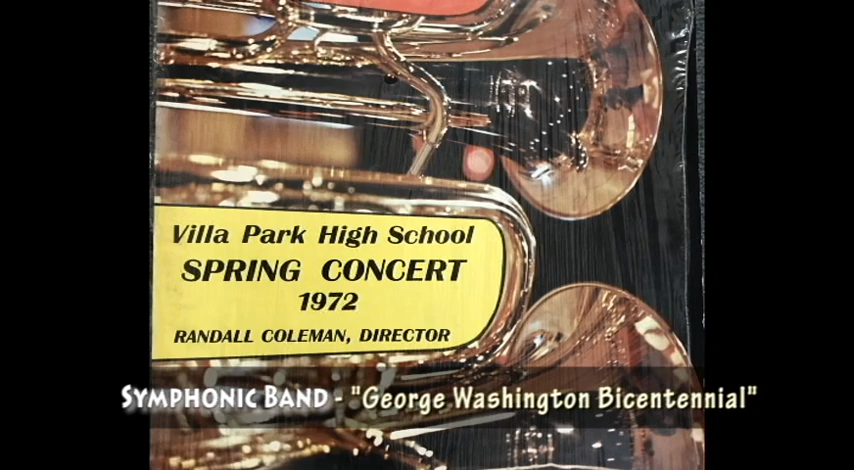 Villa Park High School
SPRING CONCERT
1972
RANDALL COLEMAN, DIRECTOR
SYMPHONIC BAND - "George Washington Bicentennial"